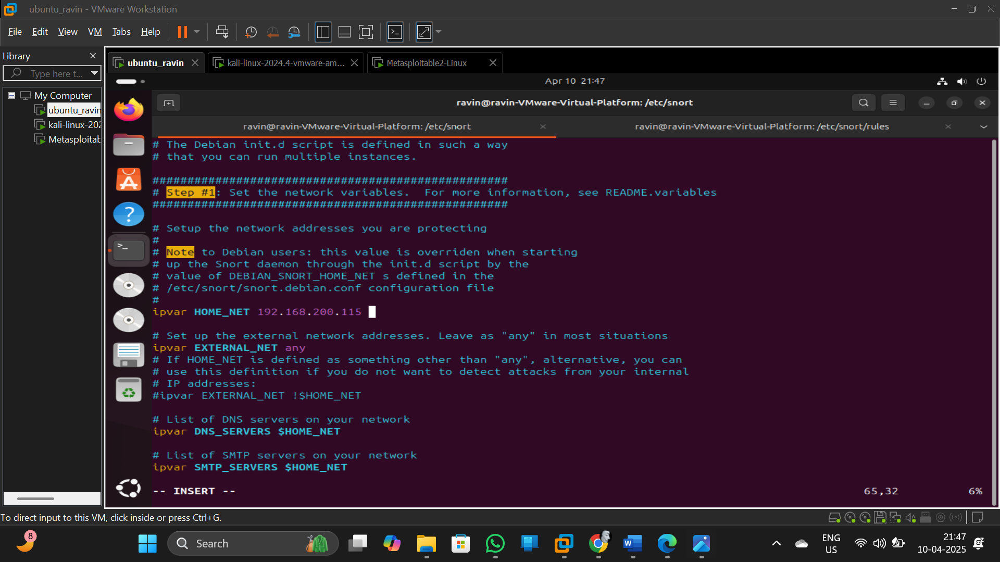 ubuntu_ravin - VMware Workstation
File Edit View VM Tabs Help
Library
Type here t...
My Computer
ubuntu_ravin
kali-linux-202
Metasploitab
ubuntu_ravin
kali-linux-2024.4-vmware-am...
Metasploitable2-Linux
Apr 10 21:47
ravin@ravin-VMware-Virtual-Platform: /etc/snort
ravin@ravin-VMware-Virtual-Platform: /etc/snort
ravin@ravin-VMware-Virtual-Platform: /etc/snort/rules
# The Debian init.d script is defined in such a way
# that you can run multiple instances.
###################################################
# Step #1: Set the network variables.  For more information, see README.variables
###################################################
# Setup the network addresses you are protecting
#
# Note to Debian users: this value is overriden when starting
# up the Snort daemon through the init.d script by the
# value of DEBIAN_SNORT_HOME_NET s defined in the
# /etc/snort/snort.debian.conf configuration file
#
ipvar HOME_NET 192.168.200.115
# Set up the external network addresses. Leave as "any" in most situations
ipvar EXTERNAL_NET any
# If HOME_NET is defined as something other than "any", alternative, you can
# use this definition if you do not want to detect attacks from your internal
# IP addresses:
#ipvar EXTERNAL_NET !$HOME_NET
# List of DNS servers on your network
ipvar DNS_SERVERS $HOME_NET
# List of SMTP servers on your network
ipvar SMTP_SERVERS $HOME_NET
-- INSERT --
65,32
6%
To direct input to this VM, click inside or press Ctrl+G.
8
Search
ENG
US
21:47
10-04-2025